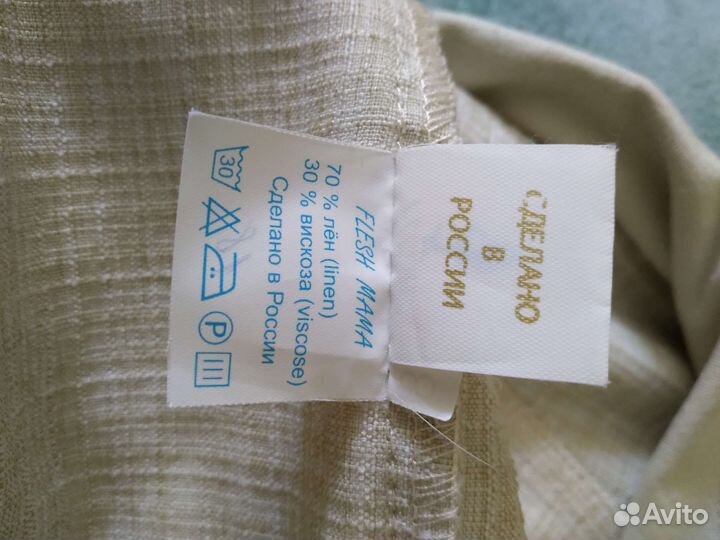 FLESH MAMA
70 % лён (linen)
30 % вискоза (viscose)
Сделано в России
30
P
СДЕЛАНО
В
РОССИИ
Avito